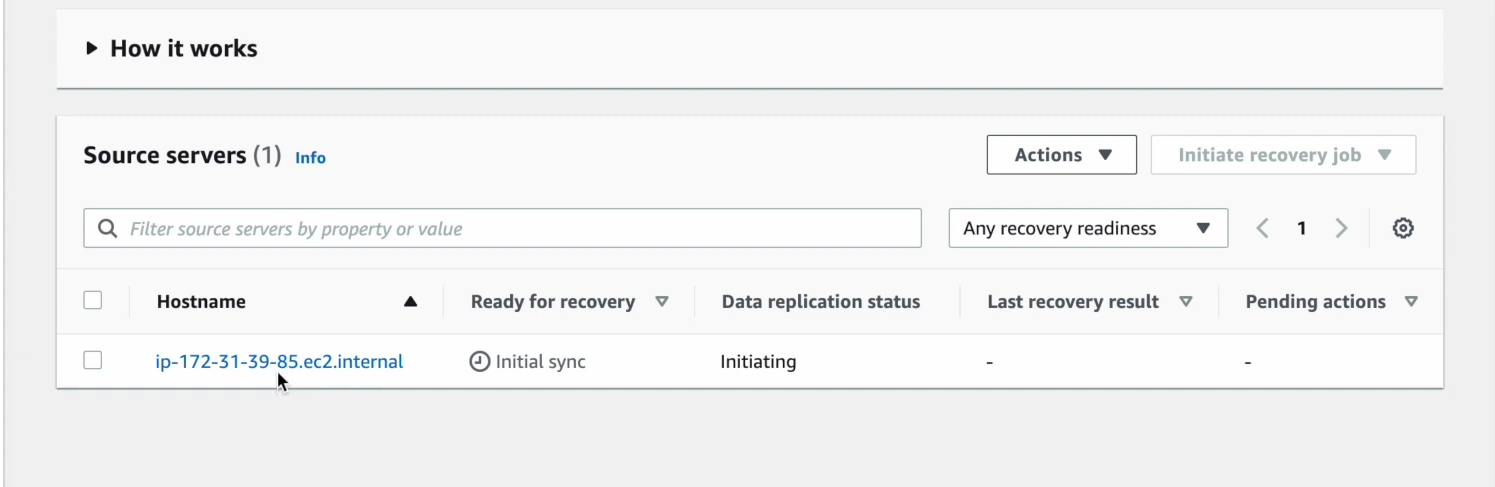 How it works
Source servers (1) Info
Actions Initiate recovery job
Filter source servers by property or value Any recovery readiness 1
Hostname Ready for recovery Data replication status Last recovery result Pending actions
ip-172-31-39-85.ec2.internal Initial sync Initiating - -